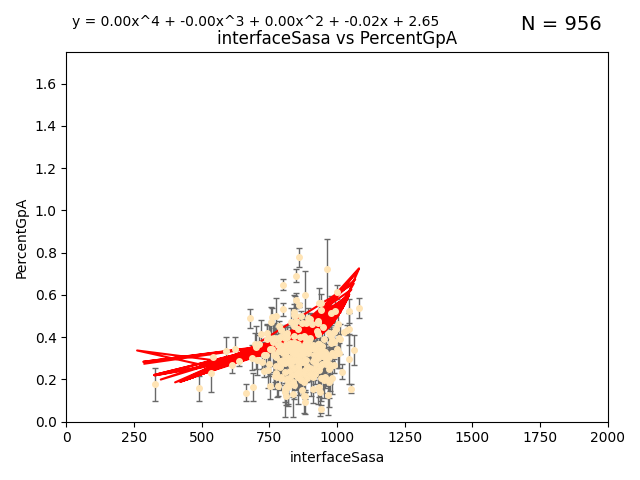 y = 0.00x^4 + -0.00x^3 + 0.00x^2 + -0.02x + 2.65
N = 956
interfaceSasa vs PercentGpA
1.6
1.4
1.2
1.0
0.8
0.6
0.4
0.2
0.0
PercentGpA
0 250 500 750 1000 1250 1500 1750 2000
interfaceSasa